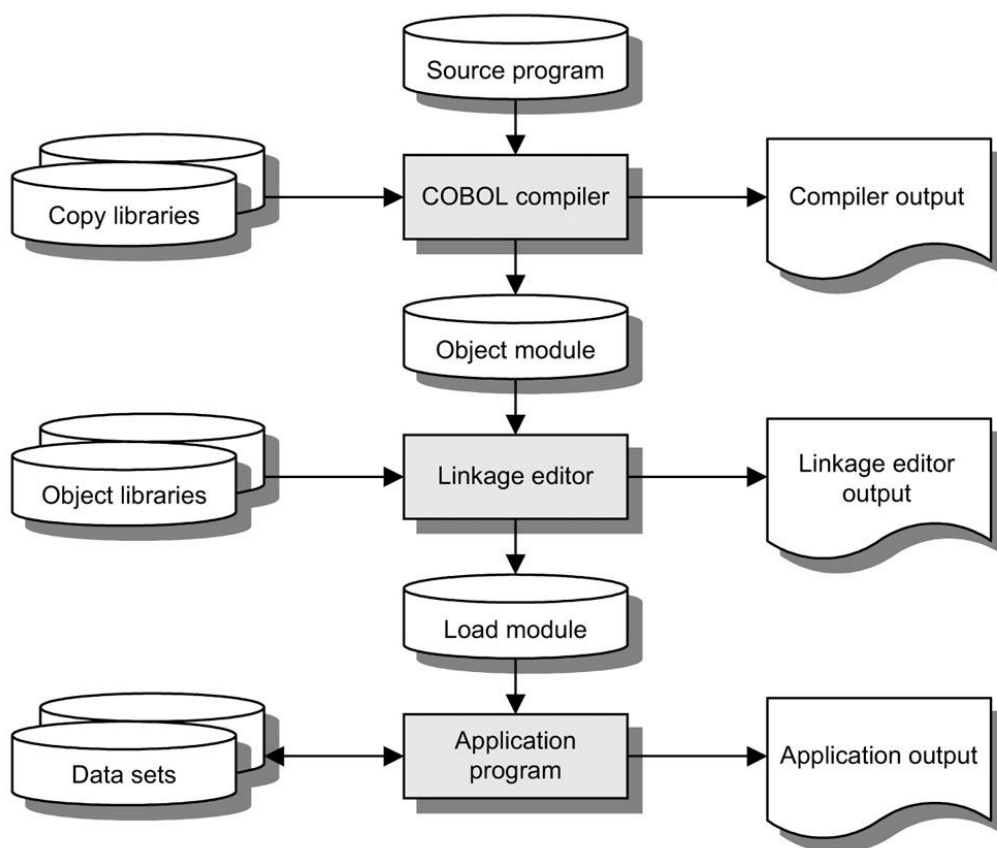 Source program
Copy libraries
COBOL compiler
Compiler output
Object module
Object libraries
Linkage editor
Linkage editor
output
Load module
Data sets
Application
program
Application output